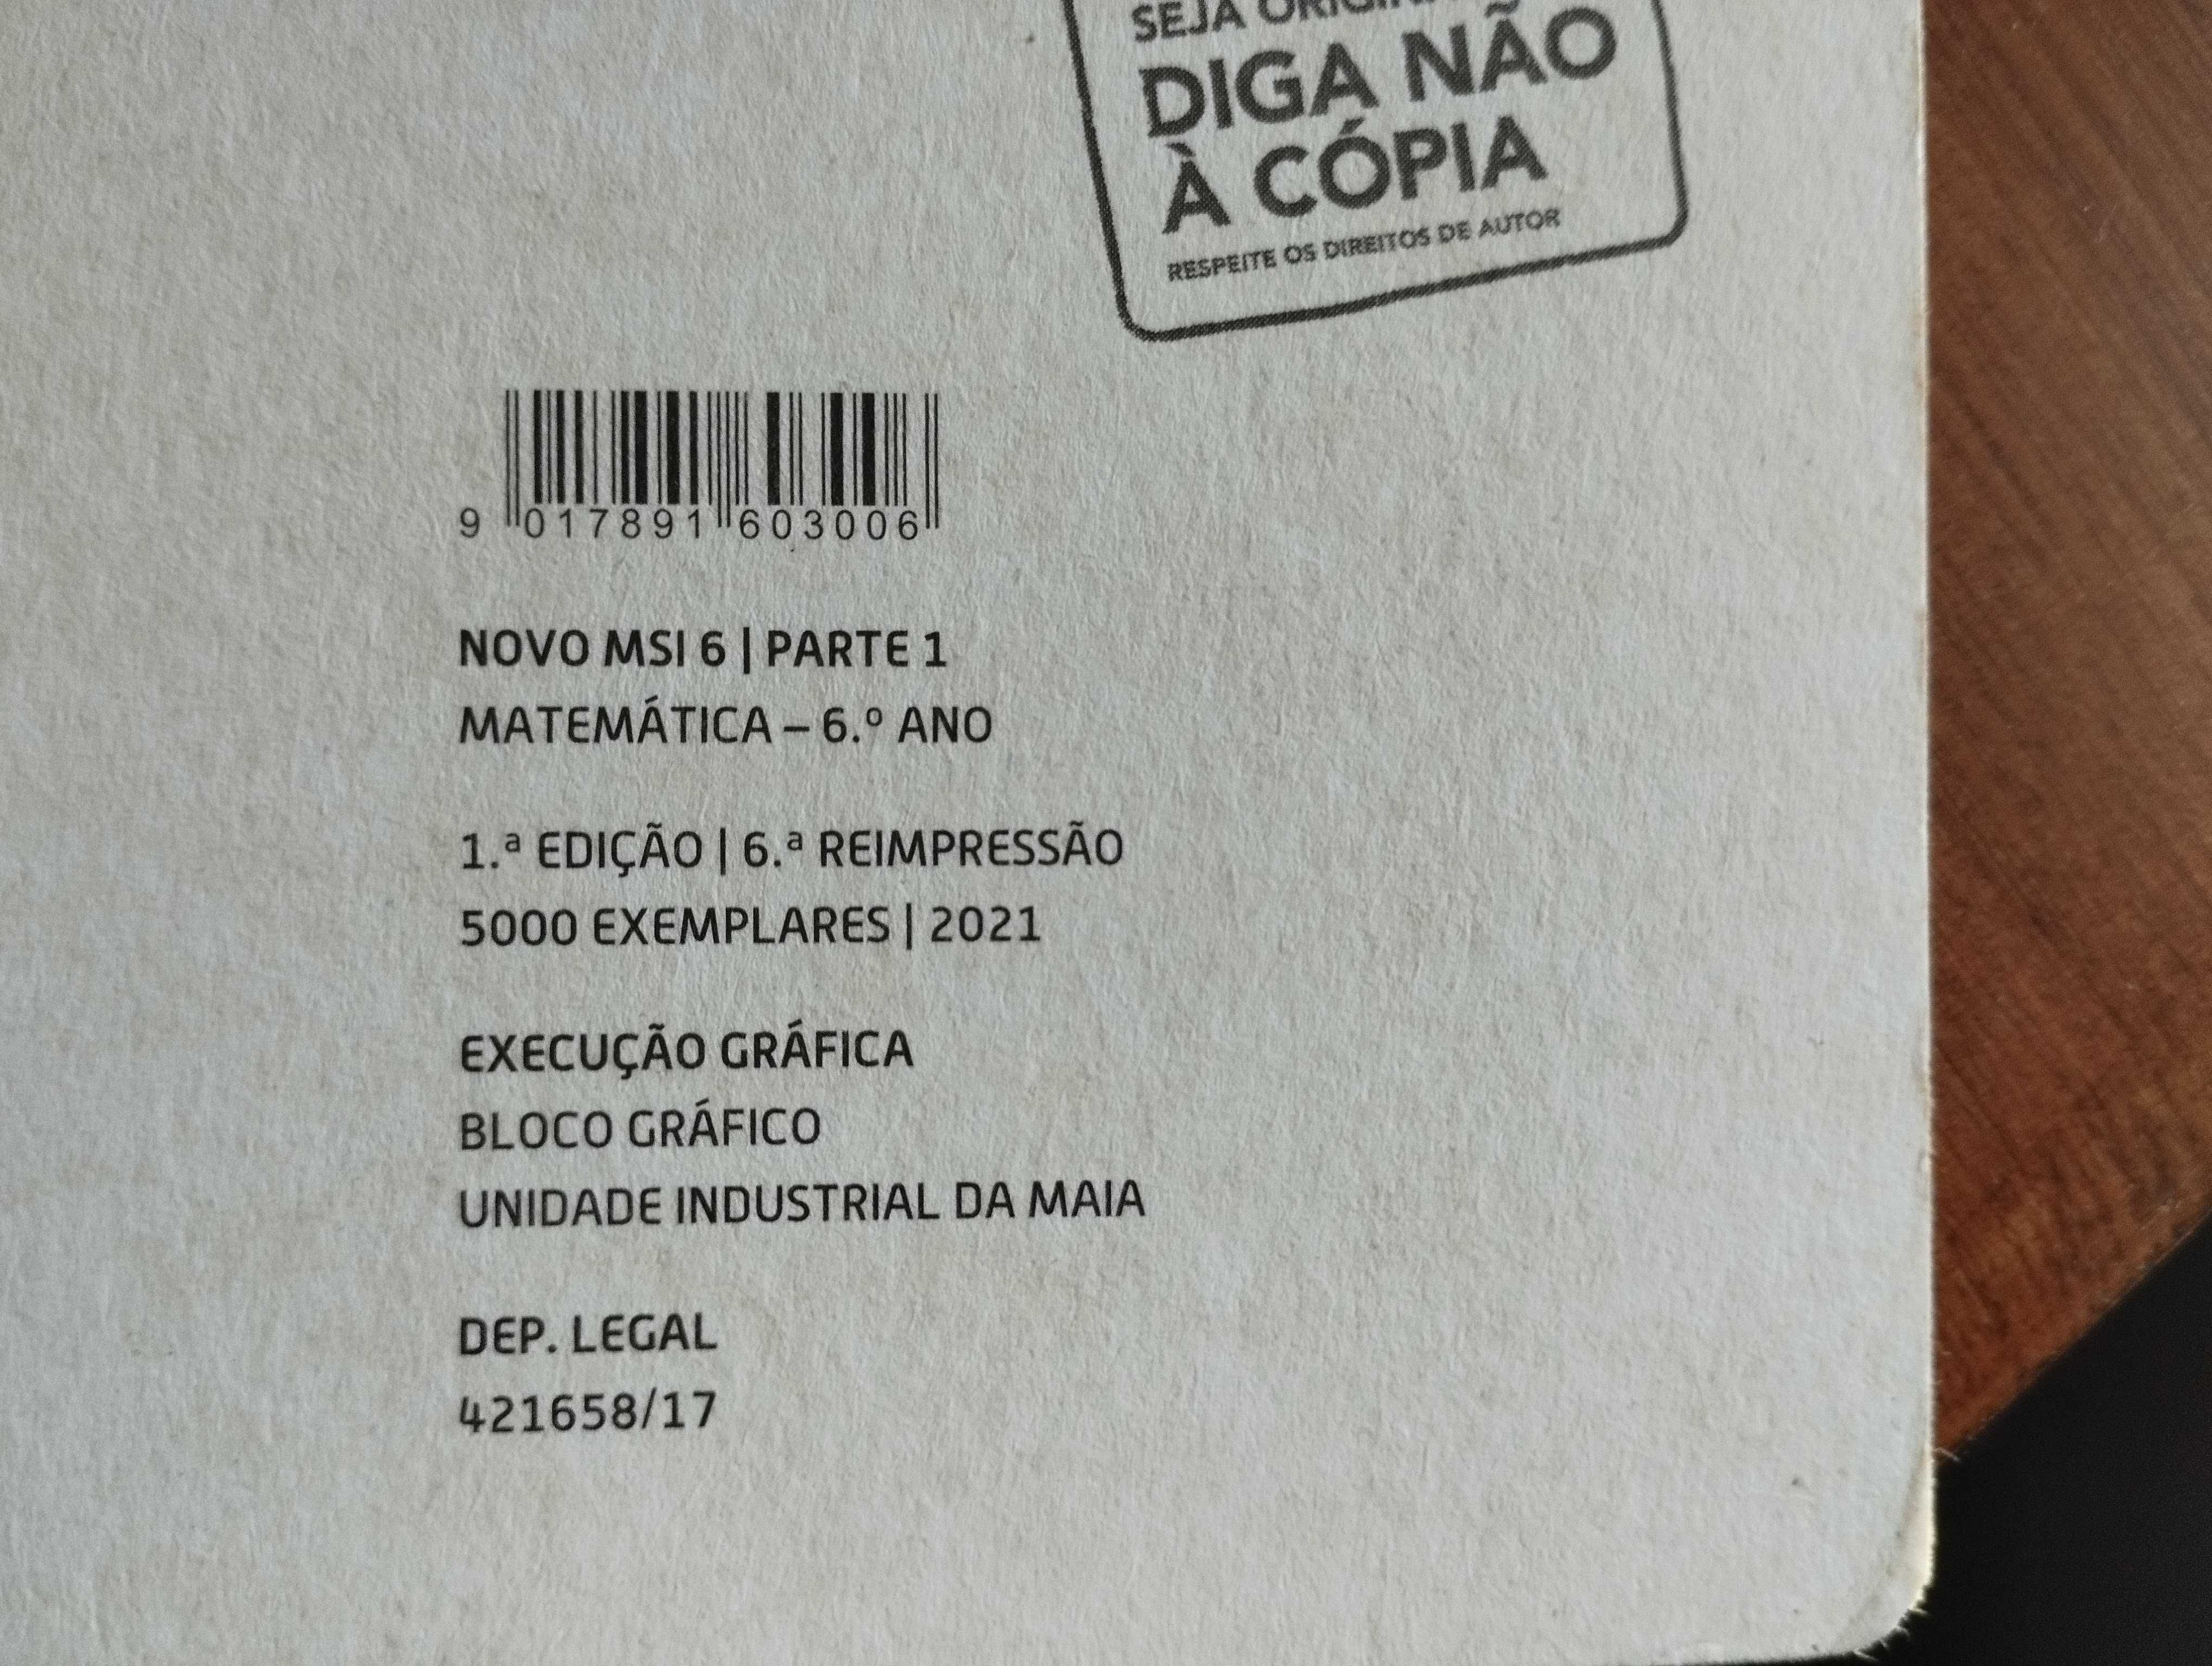 SEJA
DIGA NÃO
À CÓPIA
RESPEITE OS DIREITOS DE AUTOR
9 017891 603006
NOVO MSI 6 | PARTE 1
MATEMÁTICA – 6.º ANO
1.ª EDIÇÃO | 6.ª REIMPRESSÃO
5000 EXEMPLARES | 2021
EXECUÇÃO GRÁFICA
BLOCO GRÁFICO
UNIDADE INDUSTRIAL DA MAIA
DEP. LEGAL
421658/17